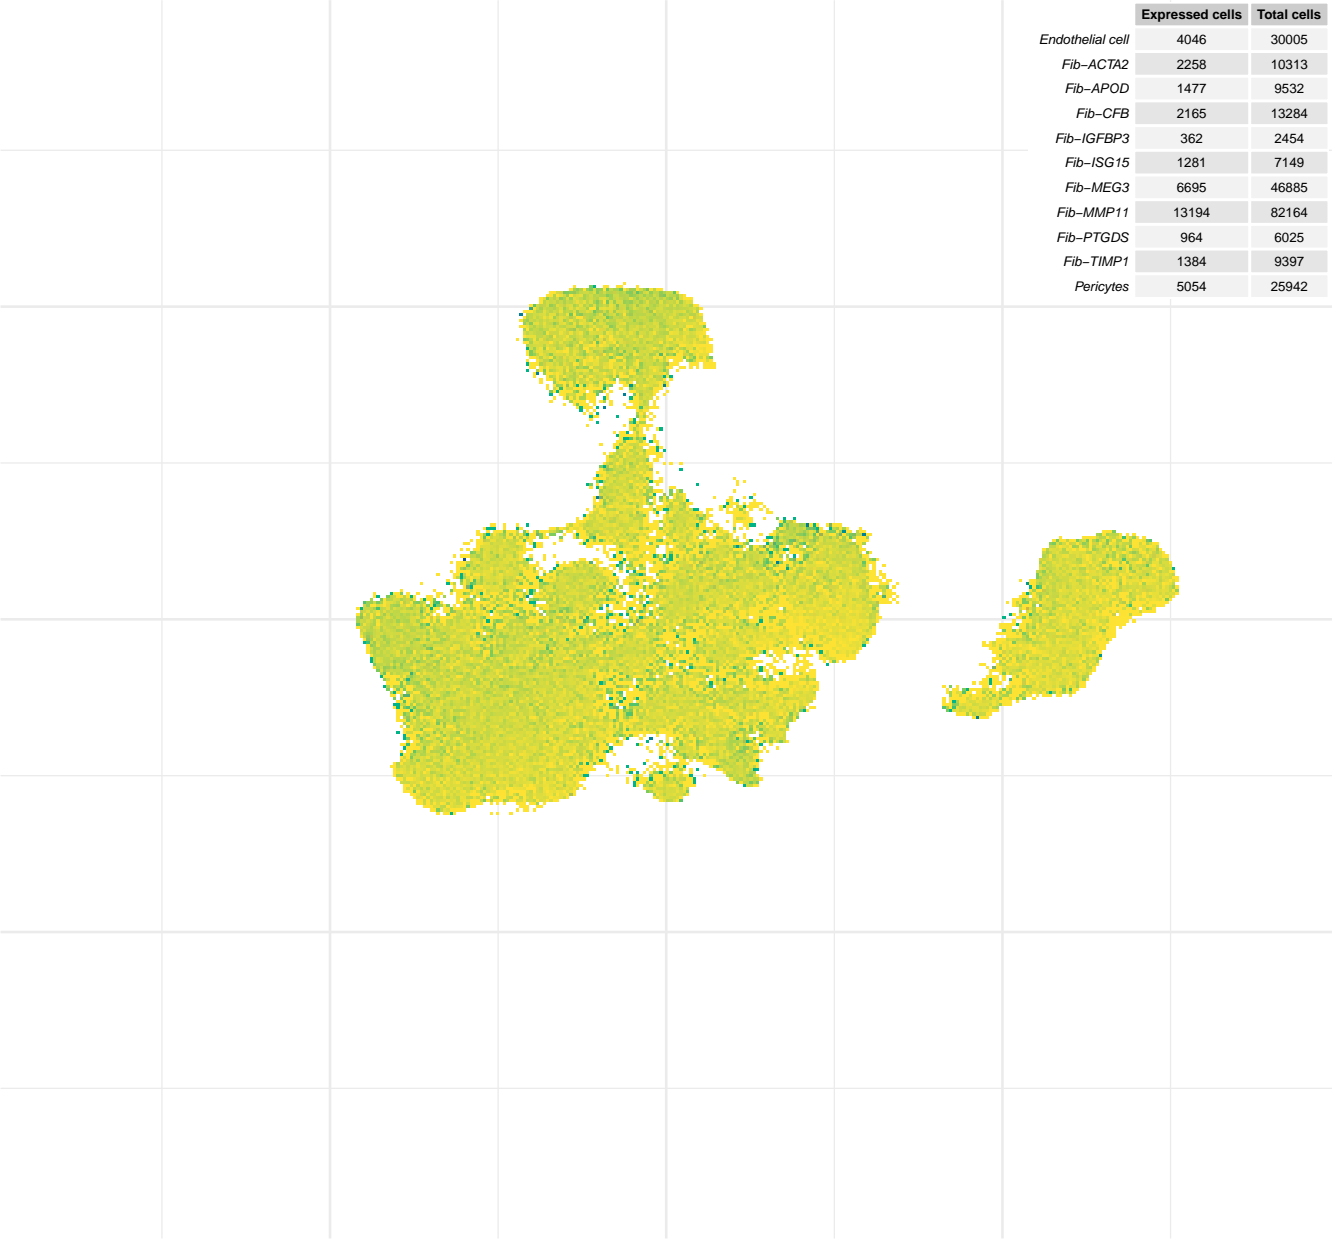 Expressed cells Total cells
Endothelial cell 4046 30005
Fib−ACTA2 2258 10313
Fib−APOD 1477 9532
Fib−CFB 2165 13284
Fib−IGFBP3 362 2454
Fib−ISG15 1281 7149
Fib−MEG3 6695 46885
Fib−MMP11 13194 82164
Fib−PTGDS 964 6025
Fib−TIMP1 1384 9397
Pericytes 5054 25942